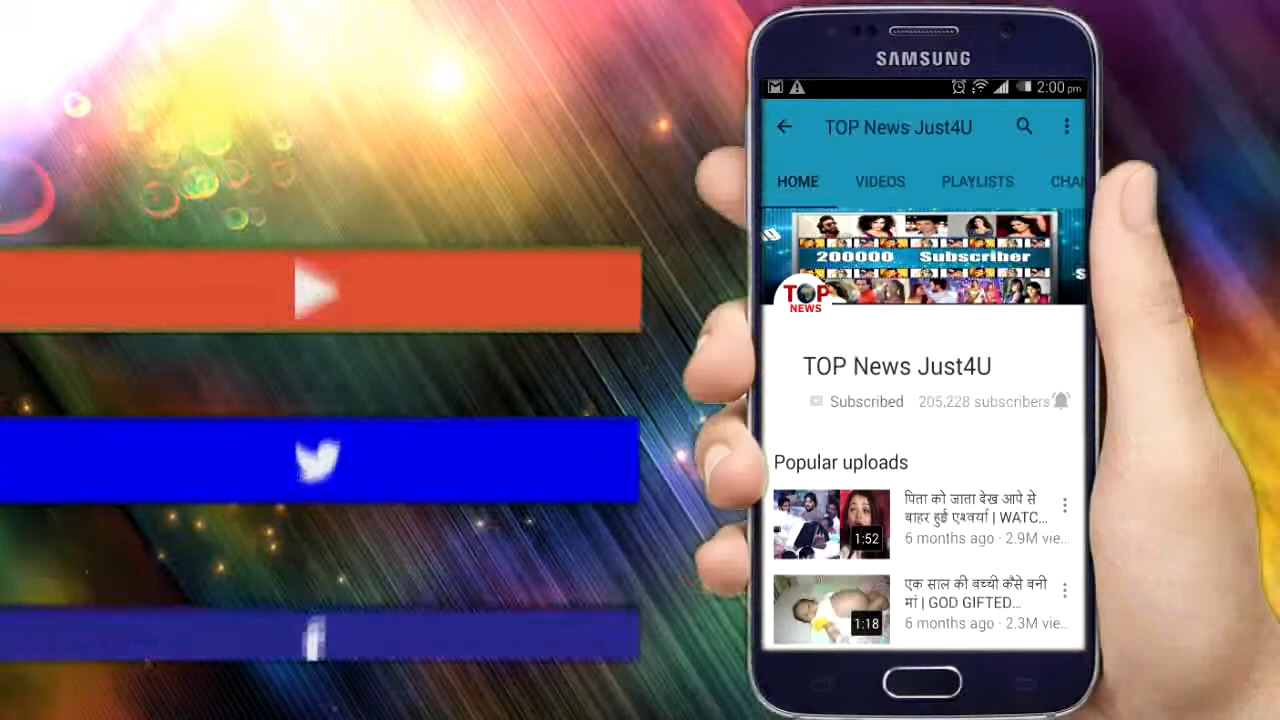 SAMSUNG
2:00 pm
TOP News Just4U
HOME VIDEOS PLAYLISTS CHA
200000 Subscriber
TOP
NEWS
TOP News Just4U
Subscribed 205,228 subscribers
Popular uploads
पिता को जाता देख आपे से
बाहर हुई एश्वर्या | WATC...
6 months ago · 2.9M vie...
1:52
एक साल की बच्ची कैसे बनी
मां | GOD GIFTED...
6 months ago · 2.3M vie...
1:18